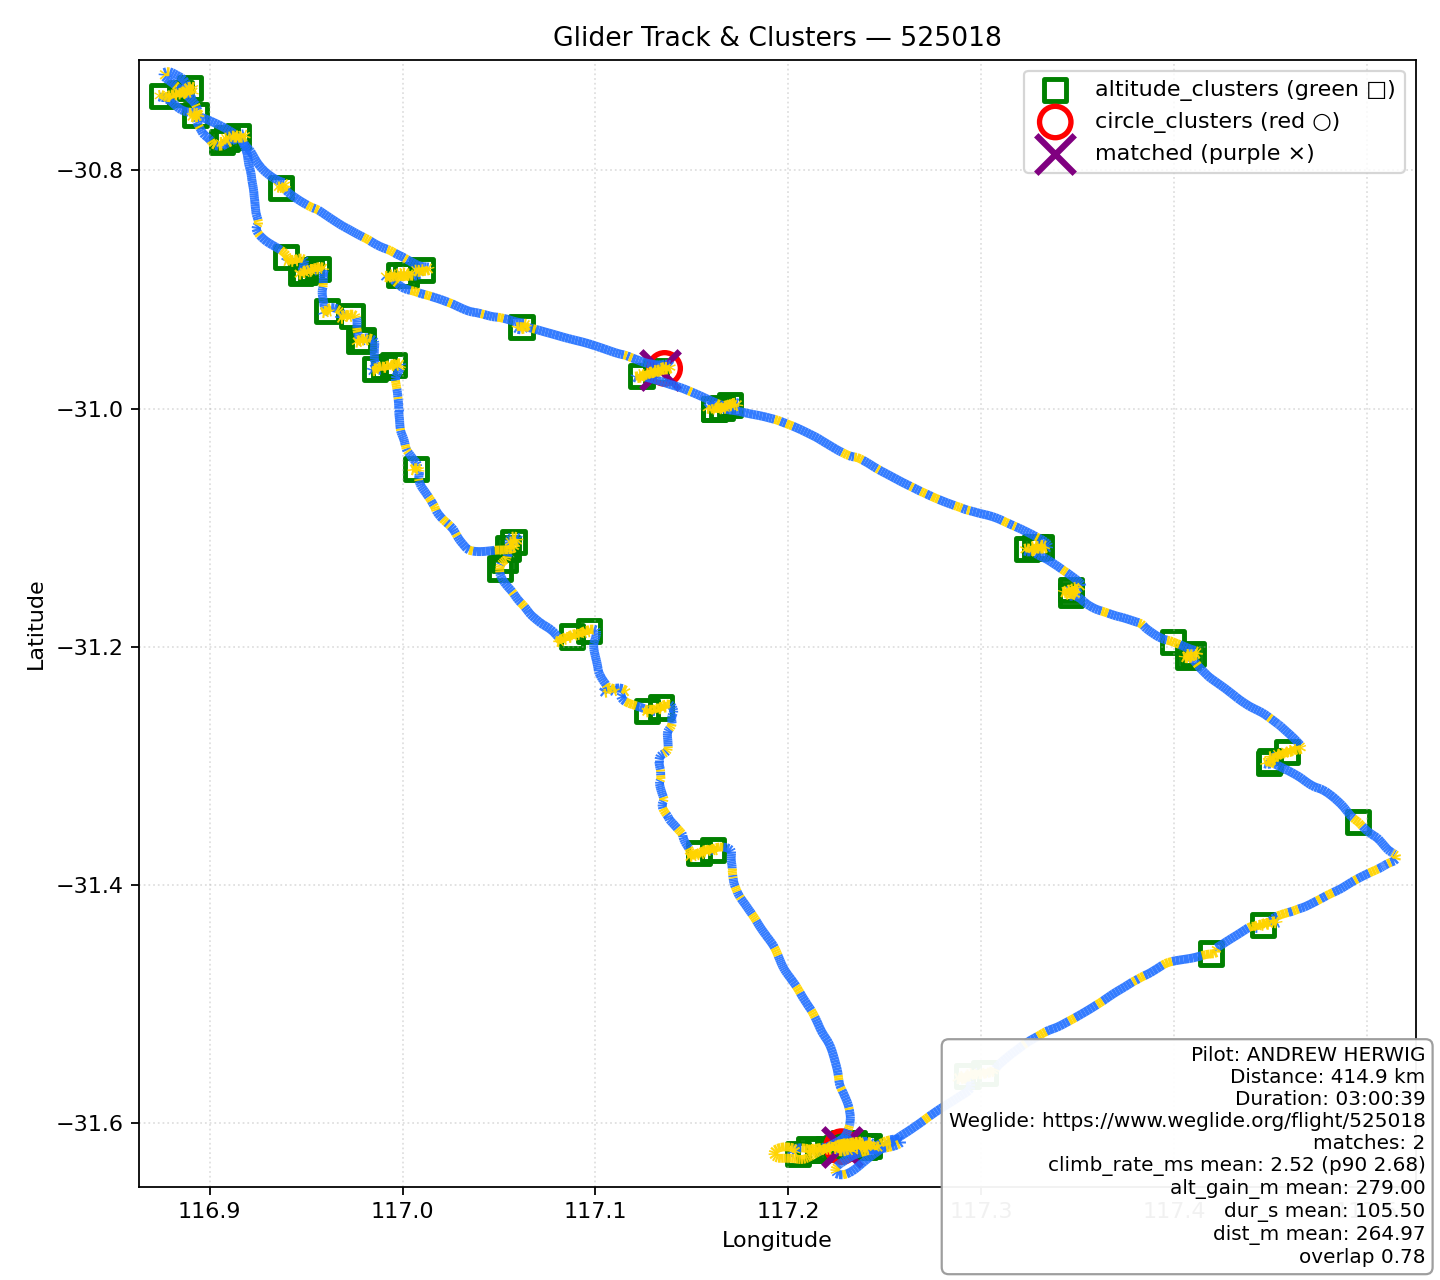 Glider Track & Clusters — 525018
altitude_clusters (green □)
circle_clusters (red ○)
matched (purple ×)
Latitude
−30.8
−31.0
−31.2
−31.4
−31.6
116.9
117.0
117.1
117.2
117.3
117.4
Longitude
Pilot: ANDREW HERWIG
Distance: 414.9 km
Duration: 03:00:39
Weglide: https://www.weglide.org/flight/525018
matches: 2
climb_rate_ms mean: 2.52 (p90 2.68)
alt_gain_m mean: 279.00
dur_s mean: 105.50
dist_m mean: 264.97
overlap 0.78